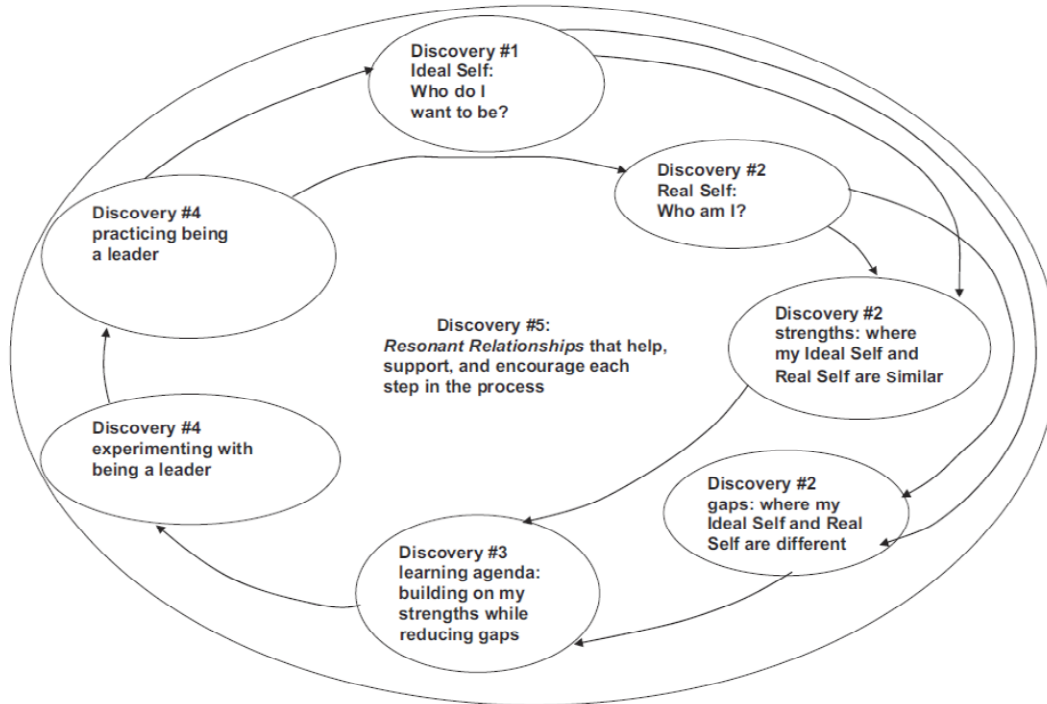 Discovery #1
Ideal Self:
Who do I
want to be?
Discovery #2
Real Self:
Who am I?
Discovery #2
strengths: where
my Ideal Self and
Real Self are similar
Discovery #2
gaps: where my
Ideal Self and Real
Self are different
Discovery #3
learning agenda:
building on my
strengths while
reducing gaps
Discovery #4
experimenting with
being a leader
Discovery #4
practicing being
a leader
Discovery #5:
Resonant Relationships that help,
support, and encourage each
step in the process